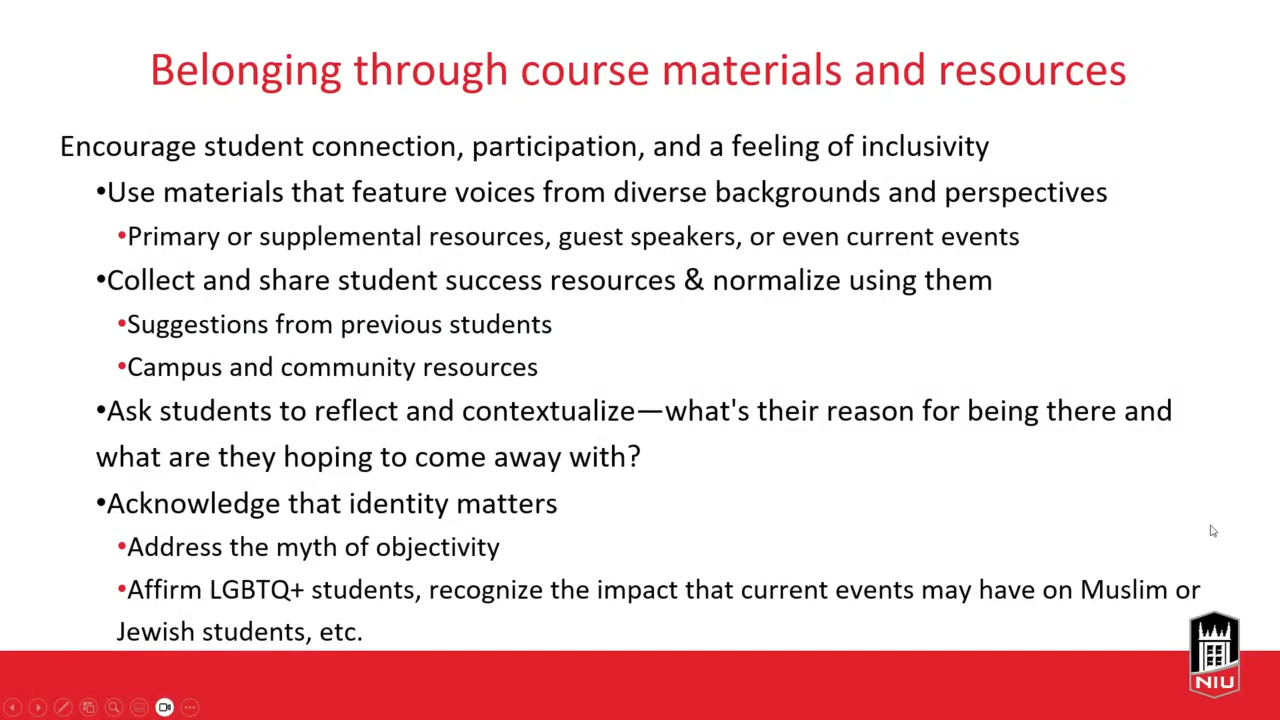 Belonging through course materials and resources
Encourage student connection, participation, and a feeling of inclusivity
•Use materials that feature voices from diverse backgrounds and perspectives
•Primary or supplemental resources, guest speakers, or even current events
•Collect and share student success resources & normalize using them
•Suggestions from previous students
•Campus and community resources
•Ask students to reflect and contextualize—what's their reason for being there and
what are they hoping to come away with?
•Acknowledge that identity matters
•Address the myth of objectivity
•Affirm LGBTQ+ students, recognize the impact that current events may have on Muslim or
Jewish students, etc.
NIU